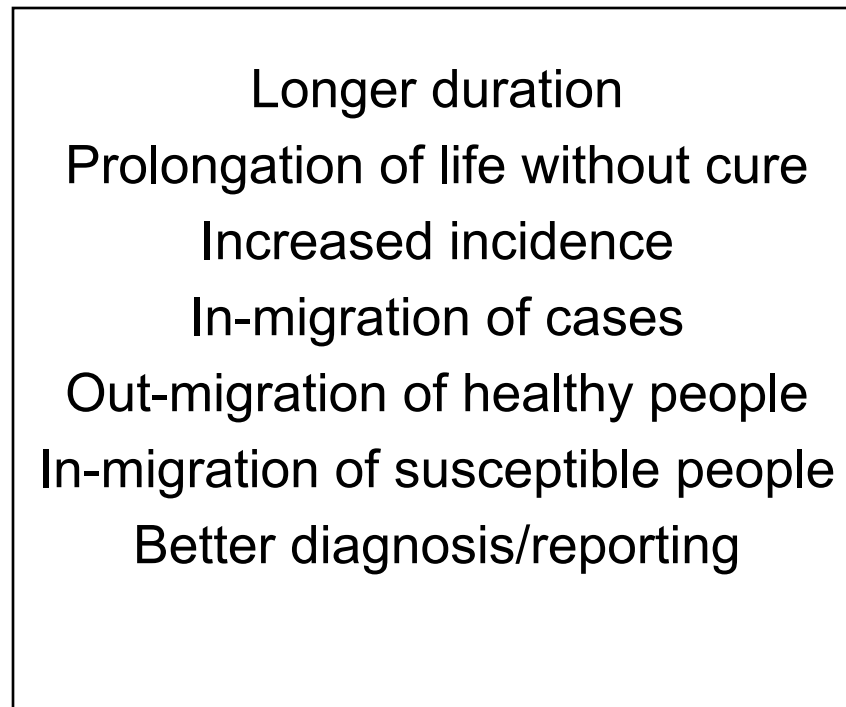 Longer duration
Prolongation of life without cure
Increased incidence
In-migration of cases
Out-migration of healthy people
In-migration of susceptible people
Better diagnosis/reporting